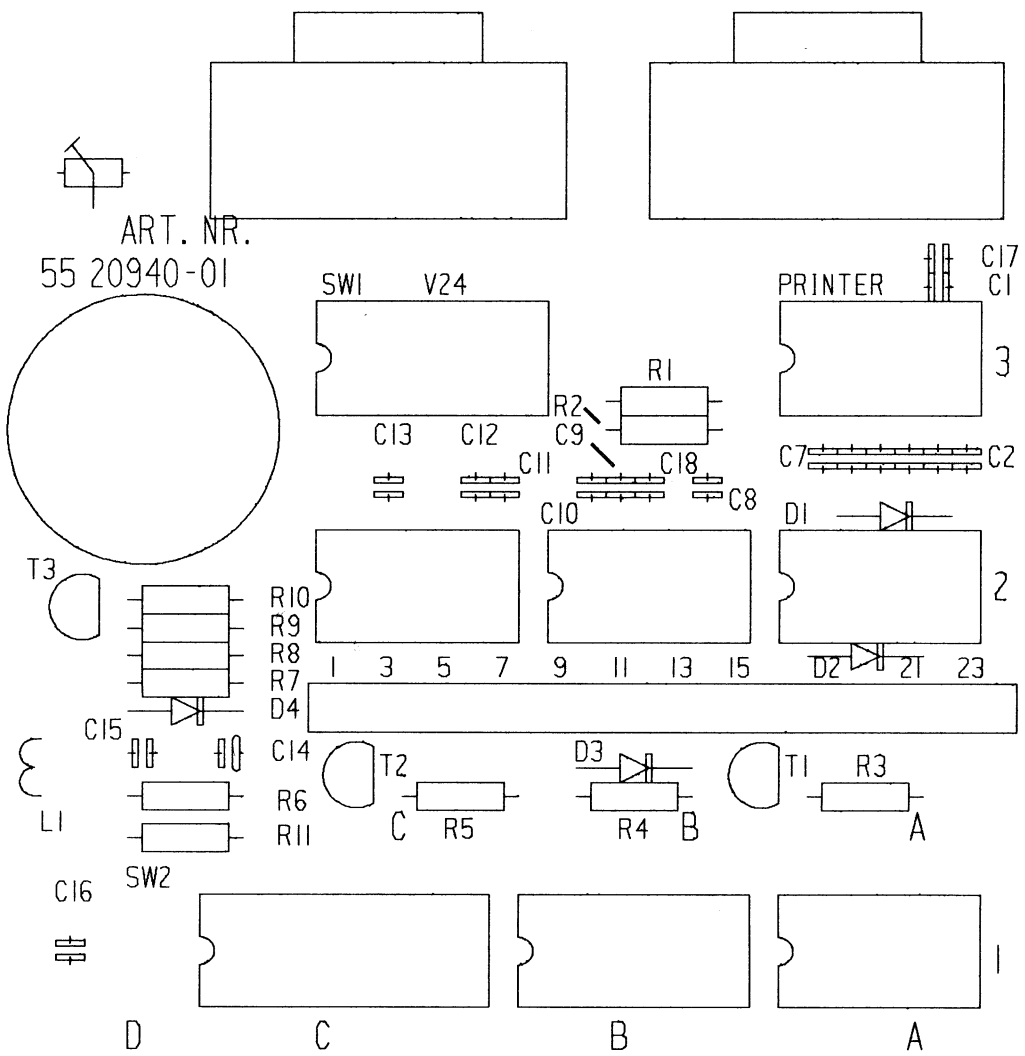 ART. NR.
55 20940-01
C17
C1
SW1 V24
PRINTER
3
R1
R2
C13 C12 C9
C11 C18 C7 C2
C10 C8 D1
T3
R10
2
R9
R8
R7
1 3 5 7 9 11 13 15 D2 21 23
D4
C15 C14
T2 D3 T1 R3
R6
L1 R11 C R5 R4 B A
SW2
C16
1
D C B A